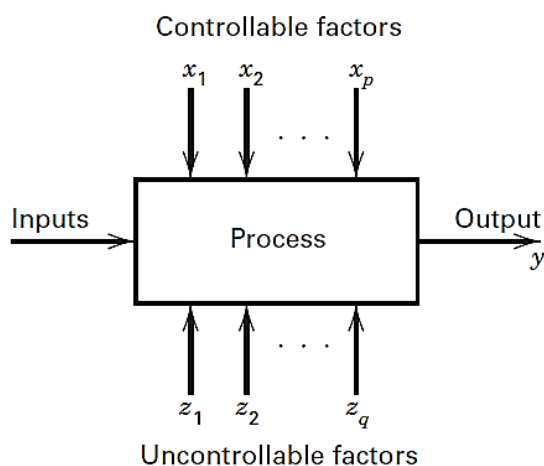 Controllable factors
x1 x2 xp
. . .
Inputs Process Output
y
. . .
z1 z2 zq
Uncontrollable factors